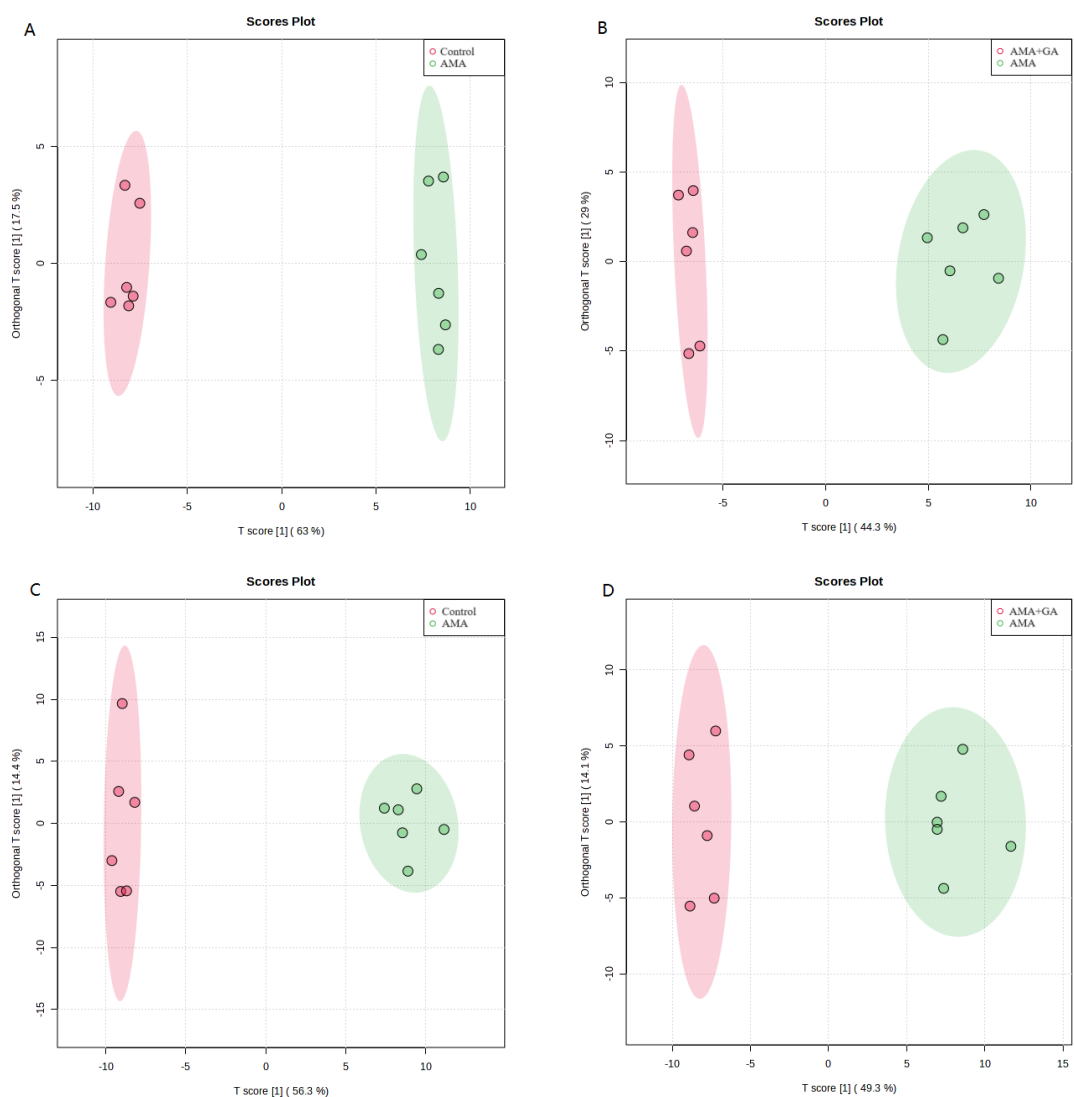 A
Scores Plot
Control
AMA
Orthogonal T score [1] ( 17.5 %)
5
0
-5
-10
-5
0
5
10
T score [1] ( 63 %)
B
Scores Plot
AMA+GA
AMA
Orthogonal T score [1] ( 29 %)
10
5
0
-5
-10
-5
0
5
10
T score [1] ( 44.3 %)
C
Scores Plot
Control
AMA
Orthogonal T score [1] ( 14.4 %)
15
10
5
0
-5
-10
-15
-10
-5
0
5
10
T score [1] ( 56.3 %)
D
Scores Plot
AMA+GA
AMA
Orthogonal T score [1] ( 14.1 %)
10
5
0
-5
-10
-10
-5
0
5
10
15
T score [1] ( 49.3 %)